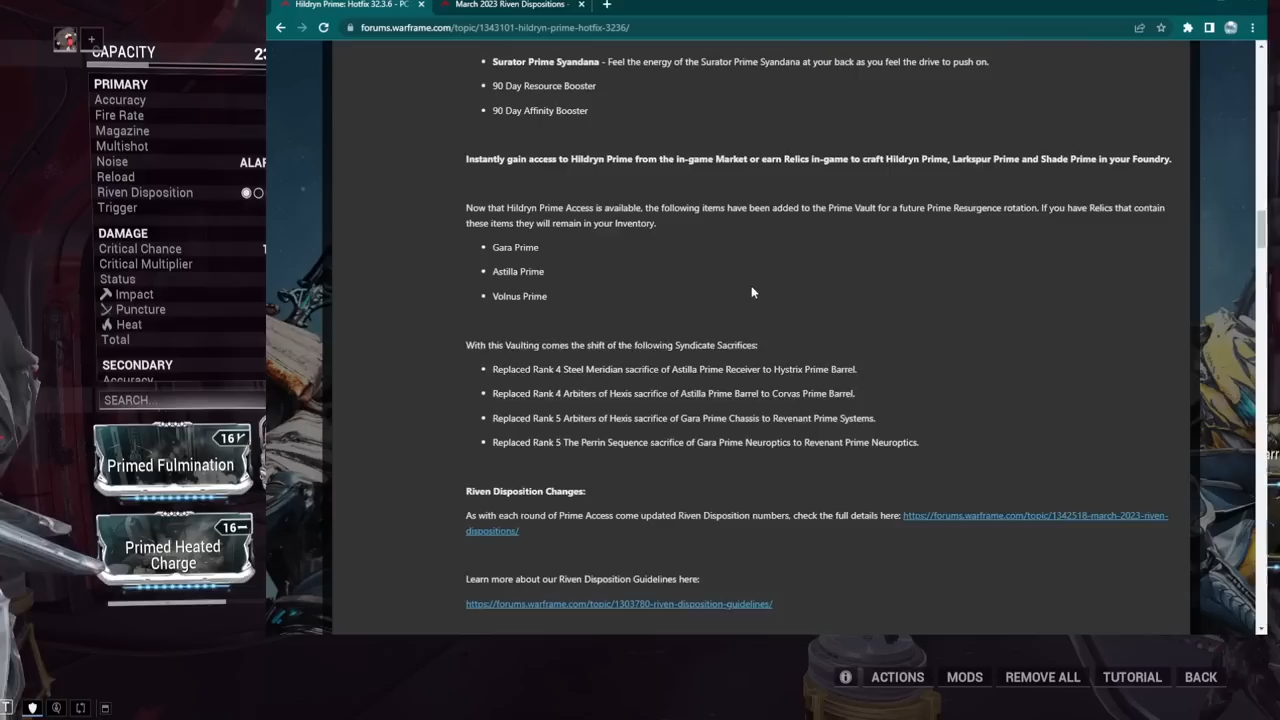 Hildryn Prime: Hotfix 32.3.6 - PC
March 2023 Riven Dispositions -
forums.warframe.com/topic/1343101-hildryn-prime-hotfix-3236/
CAPACITY
23
PRIMARY
Accuracy
Fire Rate
Magazine
Multishot
Noise
ALAR
Reload
Riven Disposition
Trigger
DAMAGE
Critical Chance
1
Critical Multiplier
Status
Impact
Puncture
Heat
Total
SECONDARY
Accuracy
SEARCH...
16
Primed Fulmination
16
Primed Heated
Charge
• Surator Prime Syandana - Feel the energy of the Surator Prime Syandana at your back as you feel the drive to push on.
• 90 Day Resource Booster
• 90 Day Affinity Booster
Instantly gain access to Hildryn Prime from the in-game Market or earn Relics in-game to craft Hildryn Prime, Larkspur Prime and Shade Prime in your Foundry.
Now that Hildryn Prime Access is available, the following items have been added to the Prime Vault for a future Prime Resurgence rotation. If you have Relics that contain
these items they will remain in your Inventory.
• Gara Prime
• Astilla Prime
• Volnus Prime
With this Vaulting comes the shift of the following Syndicate Sacrifices:
• Replaced Rank 4 Steel Meridian sacrifice of Astilla Prime Receiver to Hystrix Prime Barrel.
• Replaced Rank 4 Arbiters of Hexis sacrifice of Astilla Prime Barrel to Corvas Prime Barrel.
• Replaced Rank 5 Arbiters of Hexis sacrifice of Gara Prime Chassis to Revenant Prime Systems.
• Replaced Rank 5 The Perrin Sequence sacrifice of Gara Prime Neuroptics to Revenant Prime Neuroptics.
Riven Disposition Changes:
As with each round of Prime Access come updated Riven Disposition numbers, check the full details here: https://forums.warframe.com/topic/1342518-march-2023-riven-
dispositions/
Learn more about our Riven Disposition Guidelines here:
https://forums.warframe.com/topic/1303780-riven-disposition-guidelines/
T
ACTIONS
MODS
REMOVE ALL
TUTORIAL
BACK